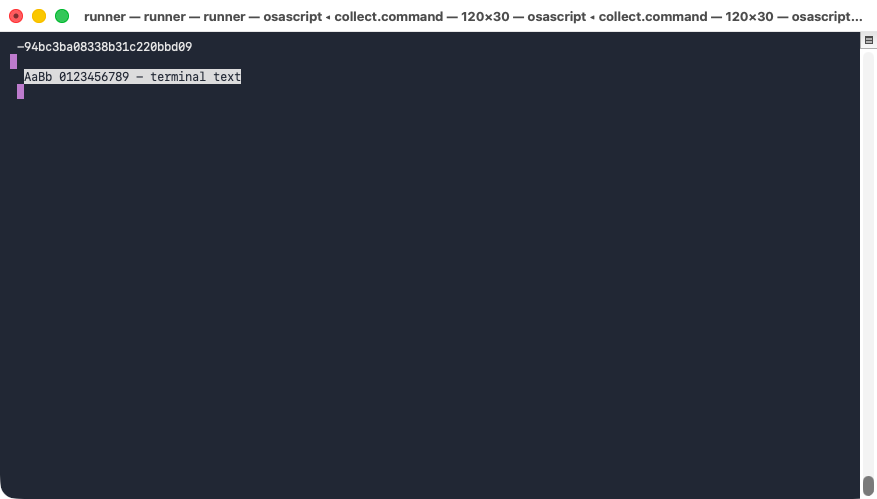 runner — runner — runner — osascript ◂ collect.command — 120×30 — osascript ◂ collect.command — 120×30 — osascript...
—94bc3ba08338b31c220bbd09
AaBb 0123456789 — terminal text